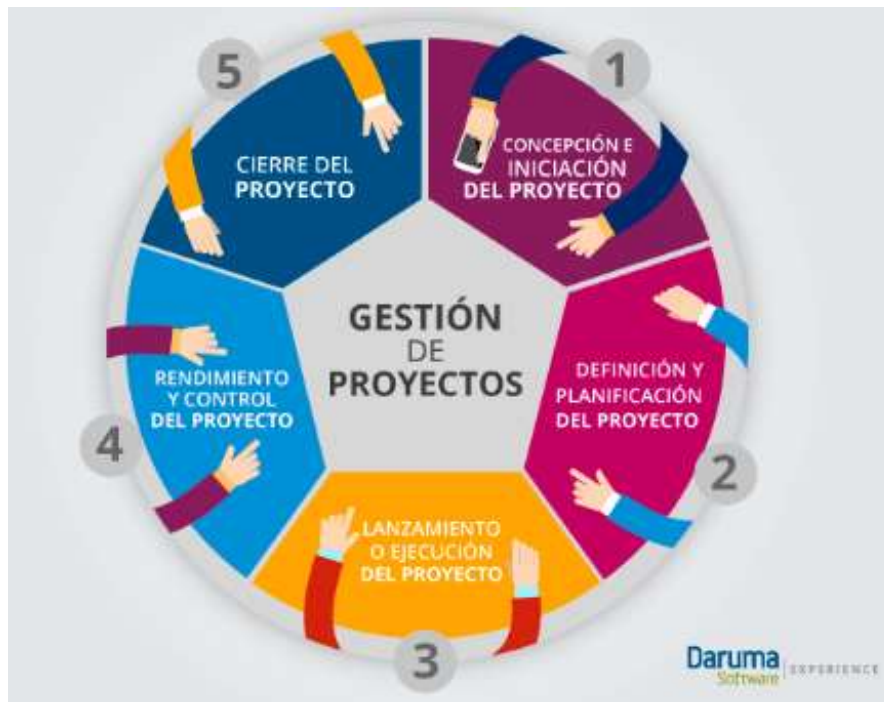 GESTIÓN
DE
PROYECTOS
1
CONCEPCIÓN E
INICIACIÓN
DEL PROYECTO
2
DEFINICIÓN Y
PLANIFICACIÓN
DEL PROYECTO
3
LANZAMIENTO
O EJECUCIÓN
DEL PROYECTO
4
RENDIMIENTO
Y CONTROL
DEL PROYECTO
5
CIERRE DEL
PROYECTO
Daruma
Software
EXPERIENCE